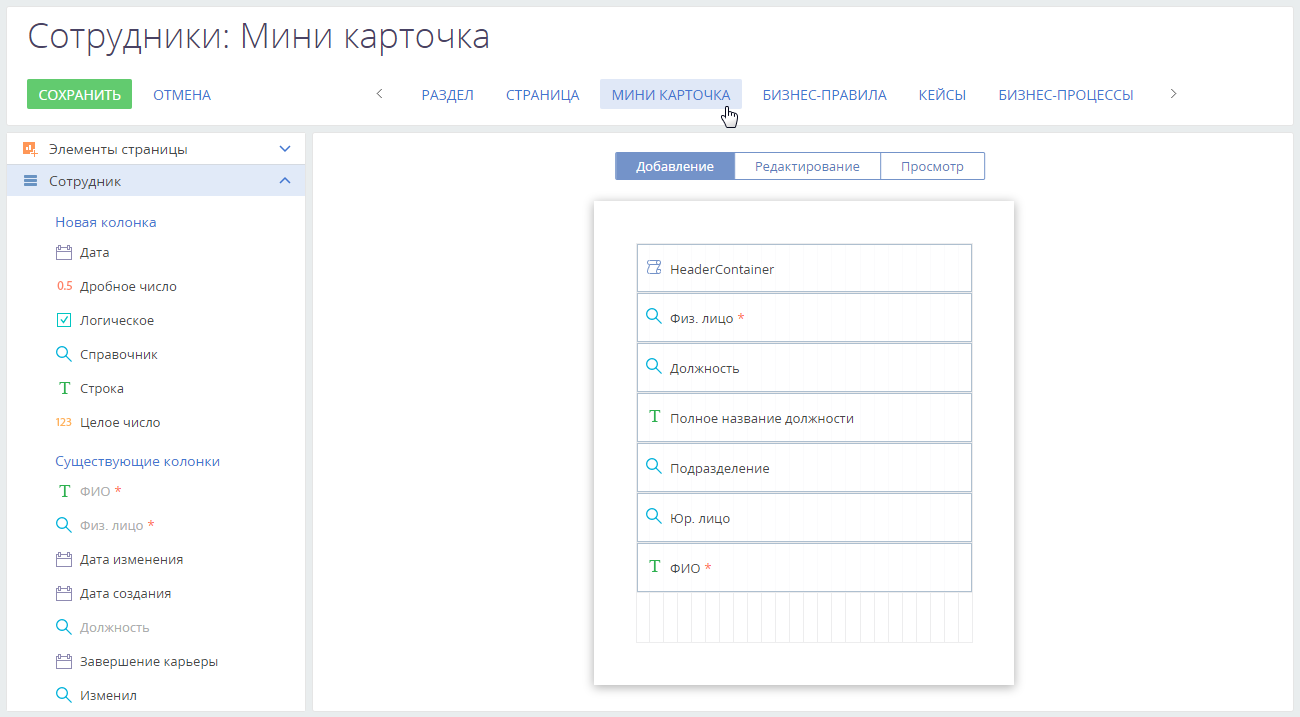 Сотрудники: Мини карточка
СОХРАНИТЬ ОТМЕНА РАЗДЕЛ СТРАНИЦА МИНИ КАРТОЧКА БИЗНЕС-ПРАВИЛА КЕЙСЫ БИЗНЕС-ПРОЦЕССЫ
Элементы страницы
Сотрудник
Новая колонка
Дата
0.5 Дробное число
Логическое
Справочник
T Строка
123 Целое число
Существующие колонки
T ФИО *
Физ. лицо *
Дата изменения
Дата создания
Должность
Завершение карьеры
Изменил
Добавление Редактирование Просмотр
HeaderContainer
Физ. лицо *
Должность
T Полное название должности
Подразделение
Юр. лицо
T ФИО *